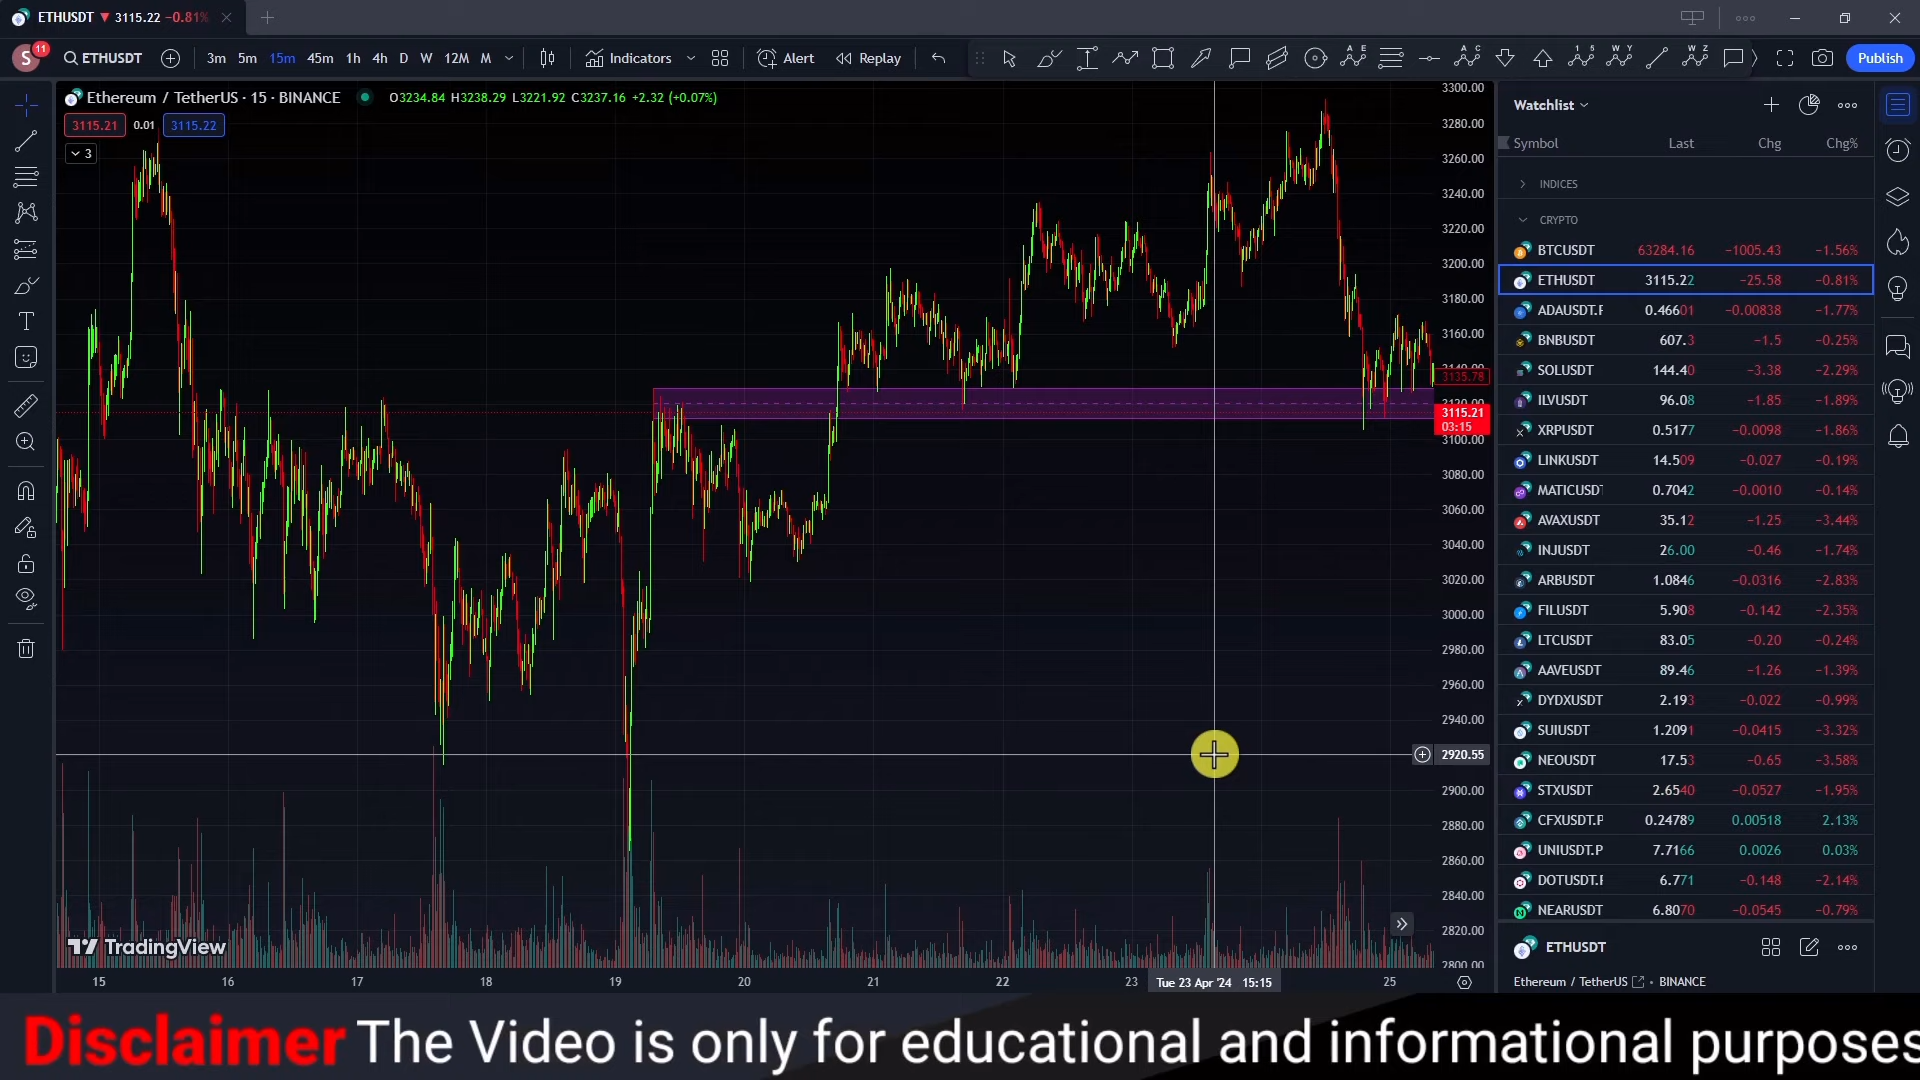 ETHUSDT ▼ 3115.22 −0.81%
S 11 ETHUSDT 3m 5m 15m 45m 1h 4h D W 12M M Indicators Alert Replay Publish
Ethereum / TetherUS · 15 · BINANCE O3234.84 H3238.29 L3221.92 C3237.16 +2.32 (+0.07%)
3115.21 0.01 3115.22
3
3300.00
3280.00
3260.00
3240.00
3220.00
3200.00
3180.00
3160.00
3135.78
3115.21
03:15
3100.00
3080.00
3060.00
3040.00
3020.00
3000.00
2980.00
2960.00
2940.00
2920.55
2900.00
2880.00
2860.00
2840.00
2820.00
2800.00
TradingView
15 16 17 18 19 20 21 22 23 Tue 23 Apr '24 15:15 25
Watchlist
Symbol Last Chg Chg%
INDICES
CRYPTO
BTCUSDT 63284.16 −1005.43 −1.56%
ETHUSDT 3115.22 −25.58 −0.81%
ADAUSDT.F 0.46601 −0.00838 −1.77%
BNBUSDT 607.3 −1.5 −0.25%
SOLUSDT 144.40 −3.38 −2.29%
ILVUSDT 96.08 −1.85 −1.89%
XRPUSDT 0.5177 −0.0098 −1.86%
LINKUSDT 14.509 −0.027 −0.19%
MATICUSDT 0.7042 −0.0010 −0.14%
AVAXUSDT 35.12 −1.25 −3.44%
INJUSDT 26.00 −0.46 −1.74%
ARBUSDT 1.0846 −0.0316 −2.83%
FILUSDT 5.908 −0.142 −2.35%
LTCUSDT 83.05 −0.20 −0.24%
AAVEUSDT 89.46 −1.26 −1.39%
DYDXUSDT 2.193 −0.022 −0.99%
SUIUSDT 1.2091 −0.0415 −3.32%
NEOUSDT 17.53 −0.65 −3.58%
STXUSDT 2.6540 −0.0527 −1.95%
CFXUSDT.P 0.24789 0.00518 2.13%
UNIUSDT.P 7.7166 0.0026 0.03%
DOTUSDT.F 6.771 −0.148 −2.14%
NEARUSDT 6.8070 −0.0545 −0.79%
ETHUSDT
Ethereum / TetherUS • BINANCE
Disclaimer The Video is only for educational and informational purposes